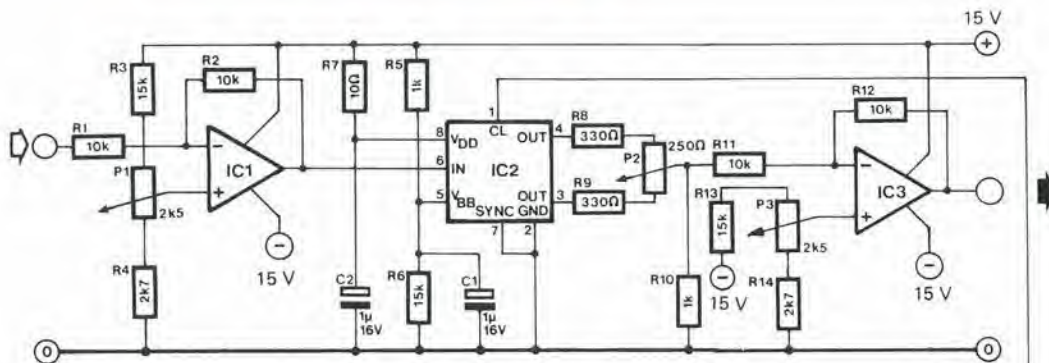 15 V
+
R3
15k
R2
10k
R7
10Ω
R5
1k
R12
10k
R1
10k
P1
2k5
−
+
IC1
−
15 V
1
CL
8
VDD
OUT
4
6
IN
IC2
5
VBB
OUT
3
SYNC
GND
7
2
R8
330Ω
P2
250Ω
R9
330Ω
R11
10k
R13
15k
P3
2k5
−
+
IC3
−
15 V
−
15 V
R4
2k7
C2
1µ
16V
R6
15k
C1
1µ
16V
R10
1k
R14
2k7
0
0